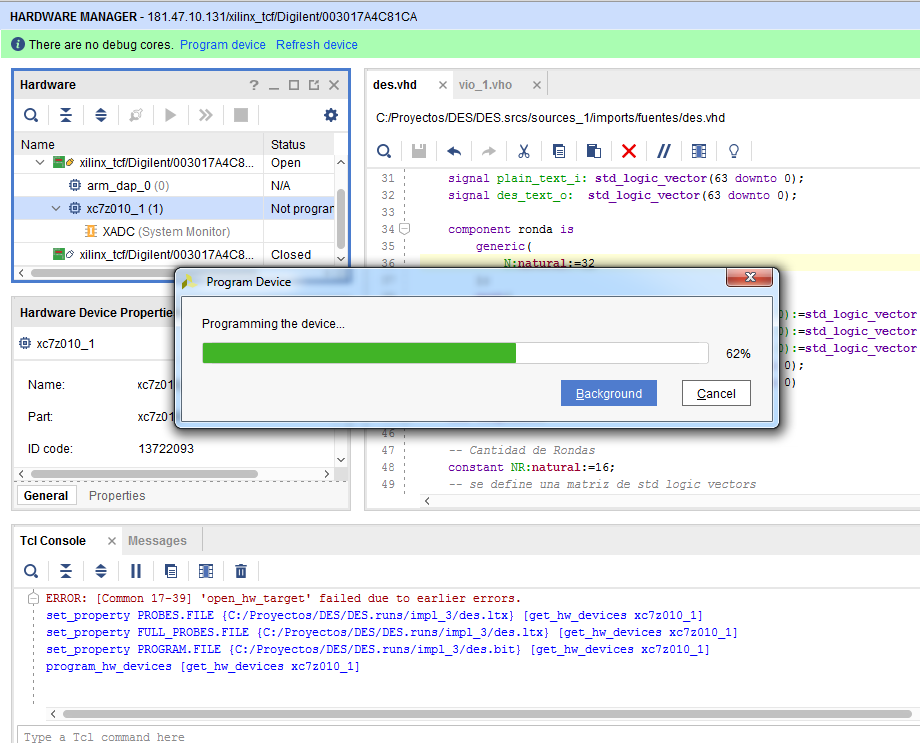 HARDWARE MANAGER - 181.47.10.131/xilinx_tcf/Digilent/003017A4C81CA
There are no debug cores. Program device Refresh device
Hardware
Name Status
xilinx_tcf/Digilent/003017A4C8... Open
arm_dap_0 (0) N/A
xc7z010_1 (1) Not progran
XADC (System Monitor)
xilinx_tcf/Digilent/003017A4C8... Closed
Hardware Device Propertie
xc7z010_1
Name: xc7z01
Part: xc7z01
ID code: 13722093
General Properties
des.vhd vio_1.vho
C:/Proyectos/DES/DES.srcs/sources_1/imports/fuentes/des.vhd
31 signal plain_text_i: std_logic_vector(63 downto 0);
32 signal des_text_o: std_logic_vector(63 downto 0);
33
34 component ronda is
35 generic(
36 N:natural:=32
):=std_logic_vector
):=std_logic_vector
):=std_logic_vector
0);
0)
46
47 -- Cantidad de Rondas
48 constant NR:natural:=16;
49 -- se define una matriz de std logic vectors
Program Device
Programming the device...
62%
Background Cancel
Tcl Console Messages
ERROR: [Common 17-39] 'open_hw_target' failed due to earlier errors.
set_property PROBES.FILE {C:/Proyectos/DES/DES.runs/impl_3/des.ltx} [get_hw_devices xc7z010_1]
set_property FULL_PROBES.FILE {C:/Proyectos/DES/DES.runs/impl_3/des.ltx} [get_hw_devices xc7z010_1]
set_property PROGRAM.FILE {C:/Proyectos/DES/DES.runs/impl_3/des.bit} [get_hw_devices xc7z010_1]
program_hw_devices [get_hw_devices xc7z010_1]
Type a Tcl command here